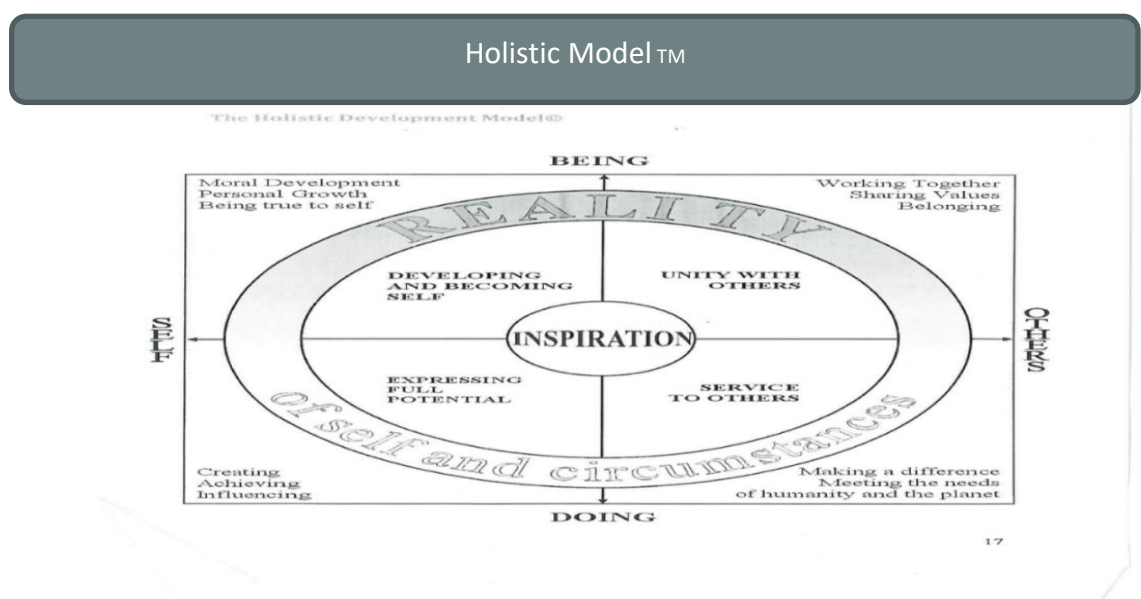 Holistic Model TM
The Holistic Development Model©
BEING
Moral Development
Personal Growth
Being true to self
Working Together
Sharing Values
Belonging
REALITY
DEVELOPING
AND BECOMING
SELF
UNITY WITH
OTHERS
SELF
INSPIRATION
OTHERS
EXPRESSING
FULL
POTENTIAL
SERVICE
TO OTHERS
of self and circumstances
Creating
Achieving
Influencing
Making a difference
Meeting the needs
of humanity and the planet
DOING
17